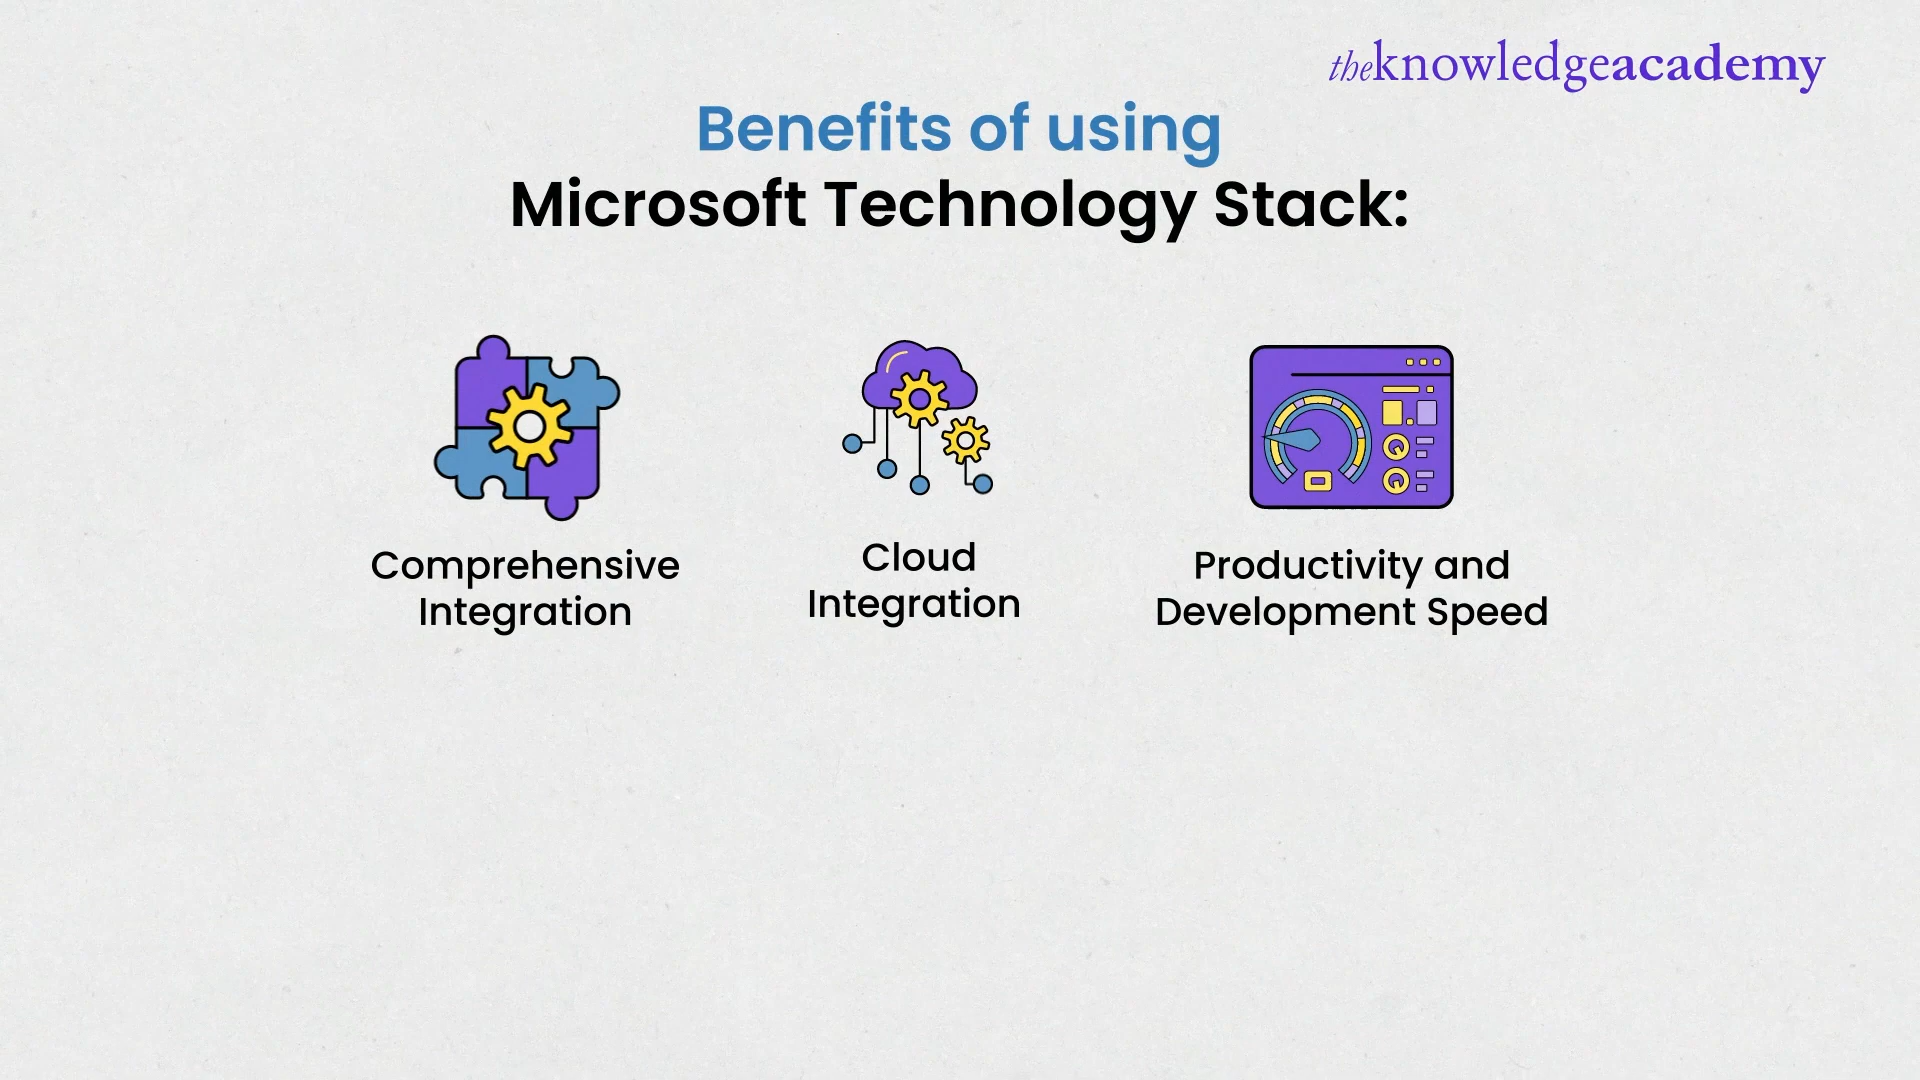 theknowledgeacademy
Benefits of using
Microsoft Technology Stack:
Comprehensive
Integration
Cloud
Integration
Productivity and
Development Speed